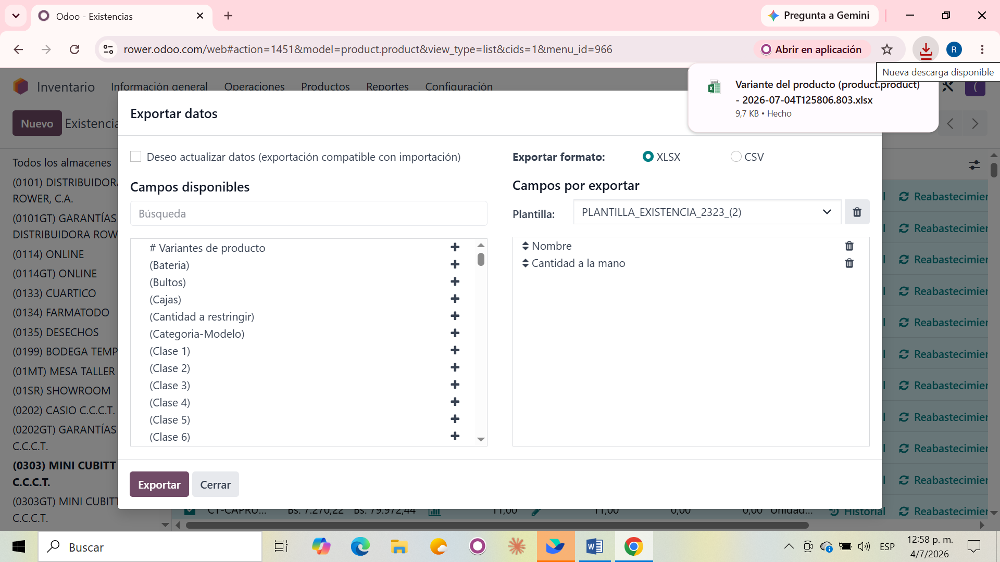 Odoo - Existencias
Pregunta a Gemini
rower.odoo.com/web#action=1451&model=product.product&view_type=list&cids=1&menu_id=966
Abrir en aplicación
R
Nueva descarga disponible
Variante del producto (product.product)
- 2026-07-04T125806.803.xlsx
9,7 KB • Hecho
Inventario
Información general
Operaciones
Productos
Reportes
Configuración
Nuevo
Exportar datos
Deseo actualizar datos (exportación compatible con importación)
Exportar formato:
XLSX
CSV
Campos disponibles
Búsqueda
Campos por exportar
Plantilla:
PLANTILLA_EXISTENCIA_2323_(2)
# Variantes de producto
(Bateria)
(Bultos)
(Cajas)
(Cantidad a restringir)
(Categoria-Modelo)
(Clase 1)
(Clase 2)
(Clase 3)
(Clase 4)
(Clase 5)
(Clase 6)
Nombre
Cantidad a la mano
Exportar
Cerrar
Todos los almacenes
(0101) DISTRIBUIDORA
ROWER, C.A.
(0101GT) GARANTÍAS
DISTRIBUIDORA ROW
(0114) ONLINE
(0114GT) ONLINE
(0133) CUARTICO
(0134) FARMATODO
(0135) DESECHOS
(0199) BODEGA TEMP
(01MT) MESA TALLER
(01SR) SHOWROOM
(0202) CASIO C.C.C.T.
(0202GT) GARANTÍAS
C.C.C.T.
(0303) MINI CUBITT
C.C.C.T.
(0303GT) MINI CUBITT
C.C.C.T.
Reabastecimier
Reabastecimier
Reabastecimier
Reabastecimier
Reabastecimier
Reabastecimier
Reabastecimier
Reabastecimier
Reabastecimier
Reabastecimier
CT-CAPRU... Bs. 7.270,22 Bs. 79.972,44 11,00 11,00 0,00 0,00 Unidad... Historial Reabastecimier
Buscar
ESP
12:58 p. m.
4/7/2026